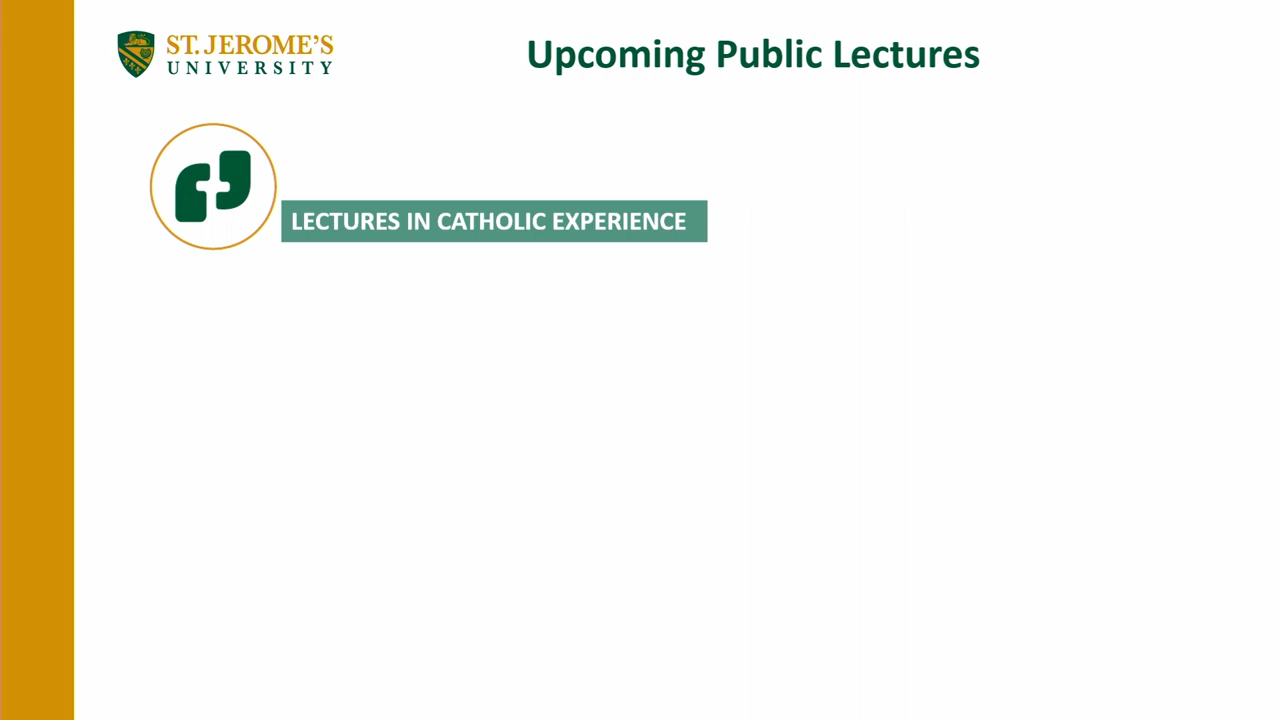 ST. JEROME'S
UNIVERSITY
Upcoming Public Lectures
LECTURES IN CATHOLIC EXPERIENCE